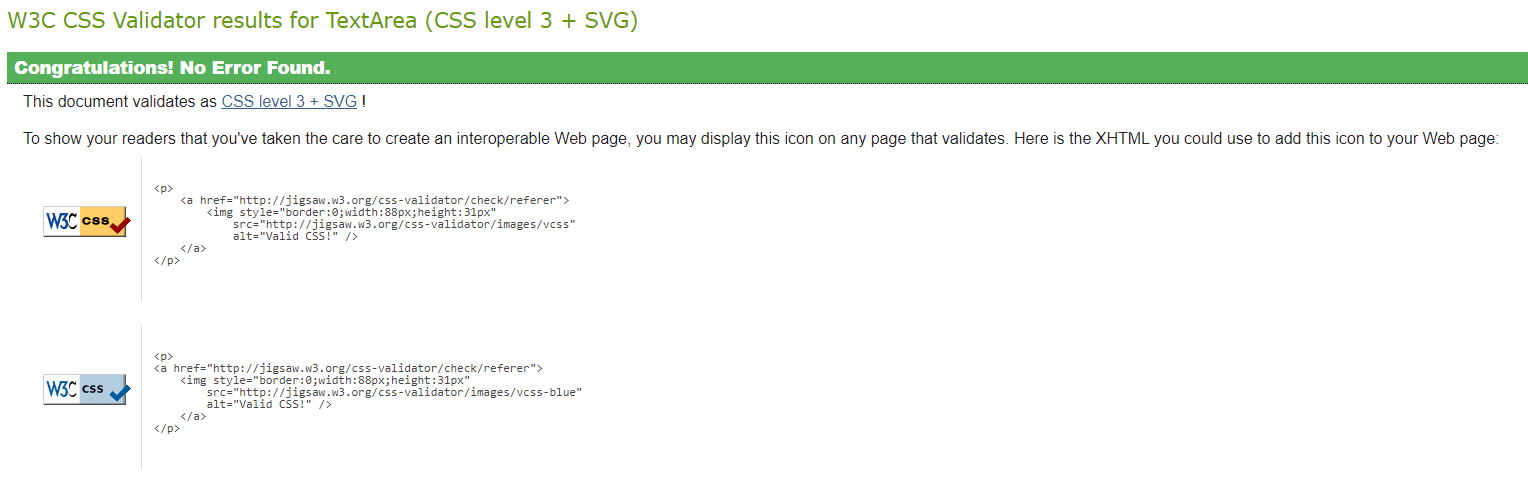 W3C CSS Validator results for TextArea (CSS level 3 + SVG)
Congratulations! No Error Found.
This document validates as CSS level 3 + SVG !
To show your readers that you've taken the care to create an interoperable Web page, you may display this icon on any page that validates. Here is the XHTML you could use to add this icon to your Web page:
W3C css
<p>
    <a href="http://jigsaw.w3.org/css-validator/check/referer">
        <img style="border:0;width:88px;height:31px"
            src="http://jigsaw.w3.org/css-validator/images/vcss"
            alt="Valid CSS!" />
    </a>
</p>
W3C css
<p>
<a href="http://jigsaw.w3.org/css-validator/check/referer">
    <img style="border:0;width:88px;height:31px"
        src="http://jigsaw.w3.org/css-validator/images/vcss-blue"
        alt="Valid CSS!" />
    </a>
</p>